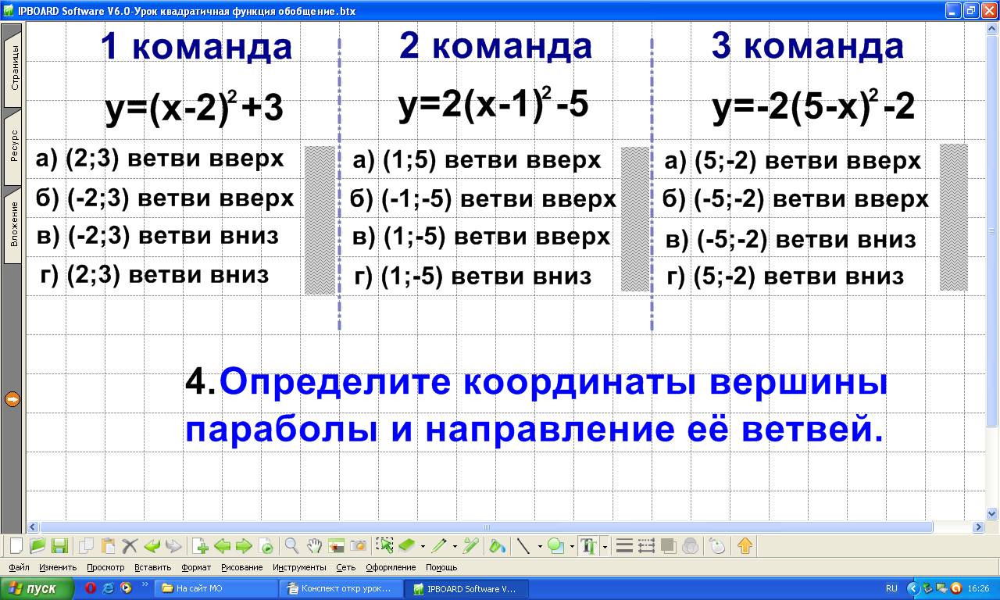 IPBOARD Software V6.0-Урок квадратичная функция обобщение.btx
Страницы
Ресурс
Вложение
1 команда
y=(x-2)²+3
а) (2;3) ветви вверх
б) (-2;3) ветви вверх
в) (-2;3) ветви вниз
г) (2;3) ветви вниз
2 команда
y=2(x-1)²-5
а) (1;5) ветви вверх
б) (-1;-5) ветви вверх
в) (1;-5) ветви вверх
г) (1;-5) ветви вниз
3 команда
y=-2(5-x)²-2
а) (5;-2) ветви вверх
б) (-5;-2) ветви вверх
в) (-5;-2) ветви вниз
г) (5;-2) ветви вниз
4.Определите координаты вершины
параболы и направление её ветвей.
Файл Изменить Просмотр Вставить Формат Рисование Инструменты Сеть Оформление Помощь
пуск На сайт МО Конспект откр урок... IPBOARD Software V... RU 16:26